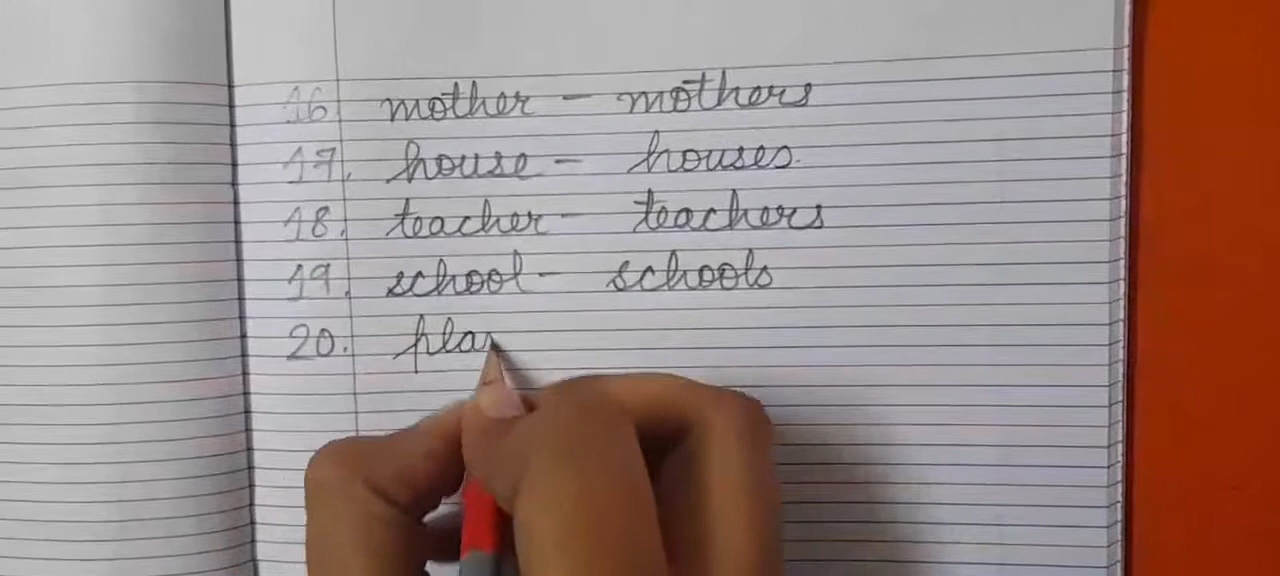 16. mother - mothers
17. house - houses.
18. teacher - teachers
19. school - schools
20. pla